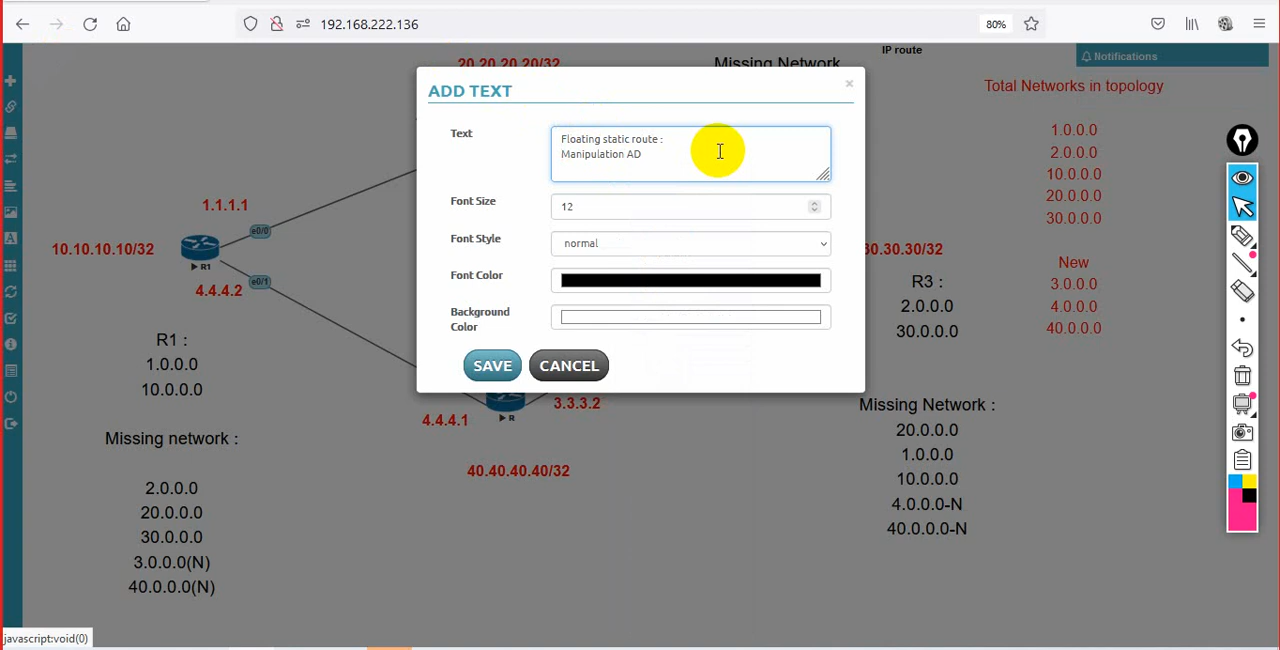 192.168.222.136
80%
20.20.20.20/32
Missing Network
IP route
Notifications
Total Networks in topology
ADD TEXT
×
Text
Floating static route :
Manipulation AD
Font Size
12
Font Style
normal
Font Color
Background
Color
SAVE
CANCEL
1.1.1.1
e0/0
10.10.10.10/32
R1
4.4.4.2
e0/1
R1 :
1.0.0.0
10.0.0.0
Missing network :
2.0.0.0
20.0.0.0
30.0.0.0
3.0.0.0(N)
40.0.0.0(N)
4.4.4.1
R
3.3.3.2
40.40.40.40/32
30.30.30/32
R3 :
2.0.0.0
30.0.0.0
Missing Network :
20.0.0.0
1.0.0.0
10.0.0.0
4.0.0.0-N
40.0.0.0-N
1.0.0.0
2.0.0.0
10.0.0.0
20.0.0.0
30.0.0.0
New
3.0.0.0
4.0.0.0
40.0.0.0
javascript:void(0)